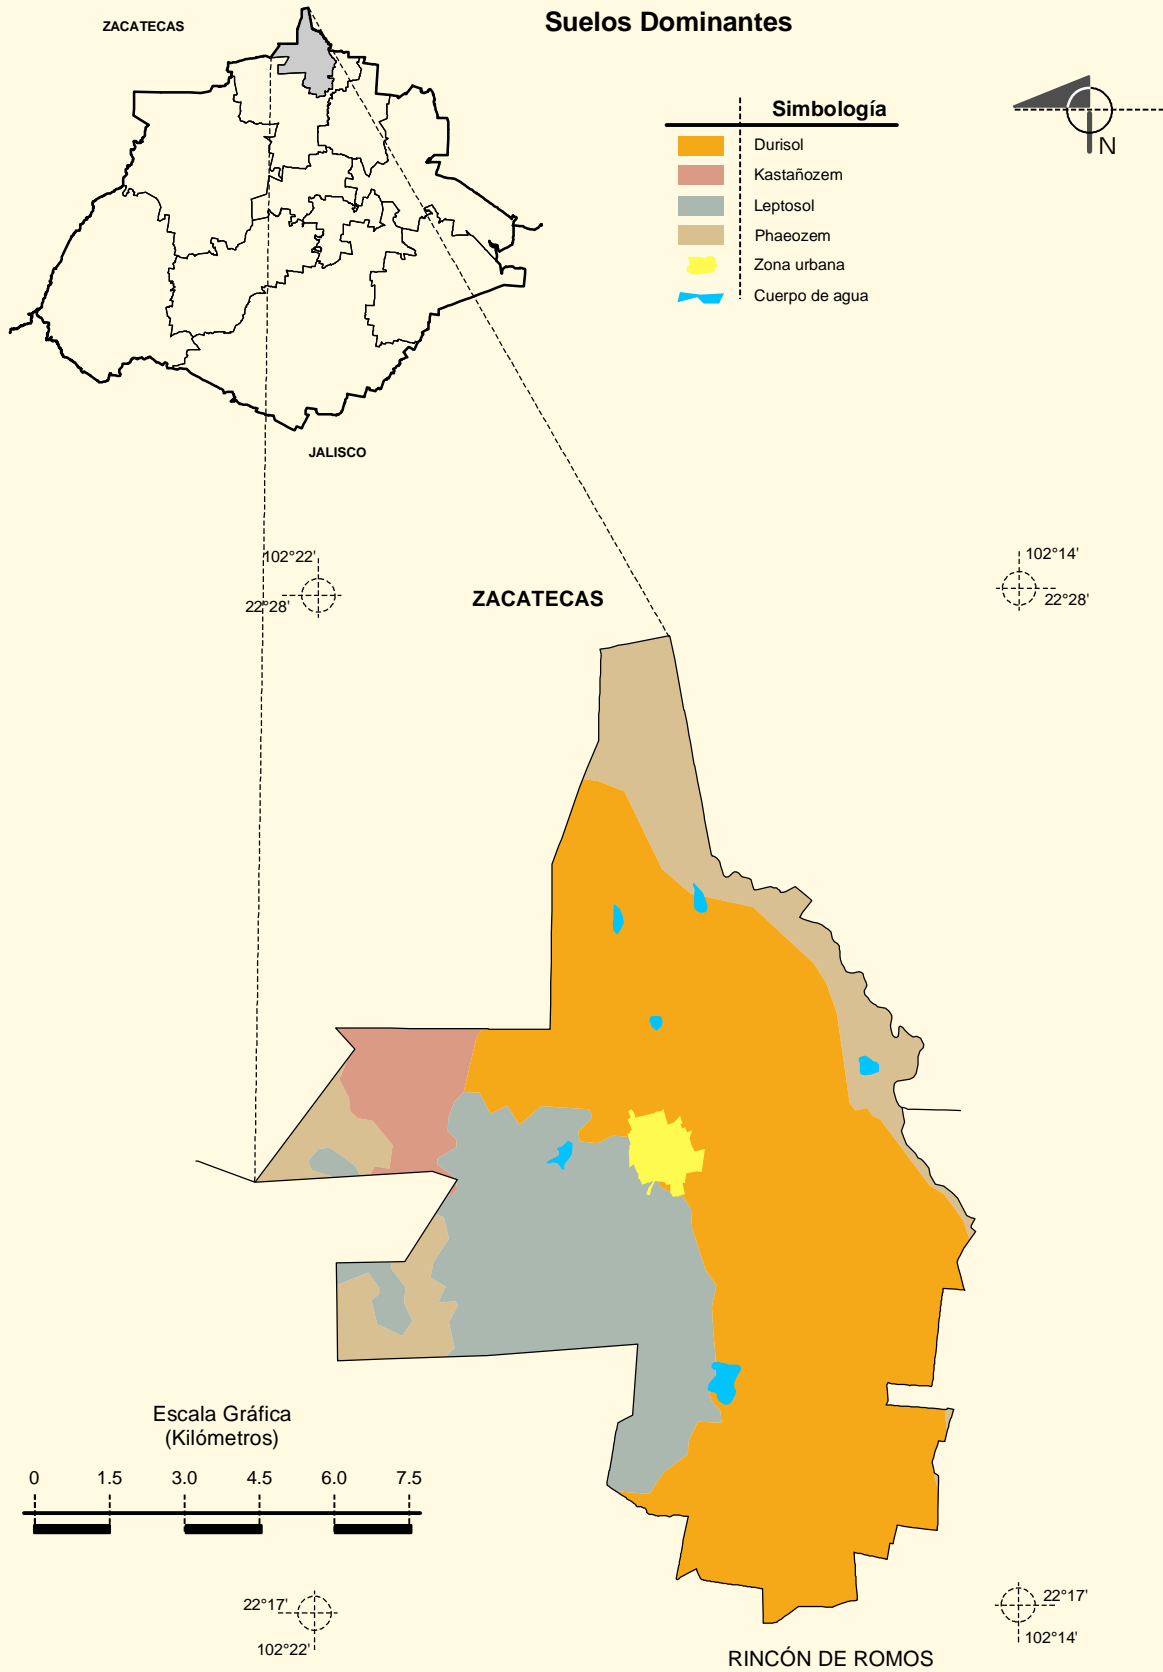 Suelos Dominantes
ZACATECAS
JALISCO
Simbología
Durisol
Kastañozem
Leptosol
Phaeozem
Zona urbana
Cuerpo de agua
N
102°22'
22°28'
ZACATECAS
102°14'
22°28'
Escala Gráfica
(Kilómetros)
0 1.5 3.0 4.5 6.0 7.5
22°17'
102°22'
22°17'
102°14'
RINCÓN DE ROMOS